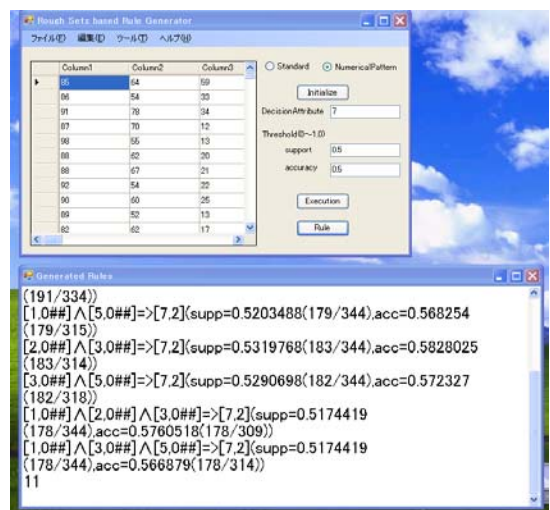 Rough Sets based Rule Generator
ファイル(F) 編集(E) ツール(T) ヘルプ(H)
Column1 Column2 Column3
85 64 59
86 54 33
91 78 34
87 70 12
98 55 13
88 62 20
88 67 21
92 54 22
90 60 25
89 52 13
82 62 17
Standard NumericalPattern
Initialize
DecisionAttribute 7
Threshold(0~1.0)
support 0.5
accuracy 0.5
Execution
Rule
Generated Rules
(191/334))
[1,0##]∧[5,0##]=>[7,2](supp=0.5203488(179/344),acc=0.568254
(179/315))
[2,0##]∧[3,0##]=>[7,2](supp=0.5319768(183/344),acc=0.5828025
(183/314))
[3,0##]∧[5,0##]=>[7,2](supp=0.5290698(182/344),acc=0.572327
(182/318))
[1,0##]∧[2,0##]∧[3,0##]=>[7,2](supp=0.5174419
(178/344),acc=0.5760518(178/309))
[1,0##]∧[3,0##]∧[5,0##]=>[7,2](supp=0.5174419
(178/344),acc=0.566879(178/314))
11